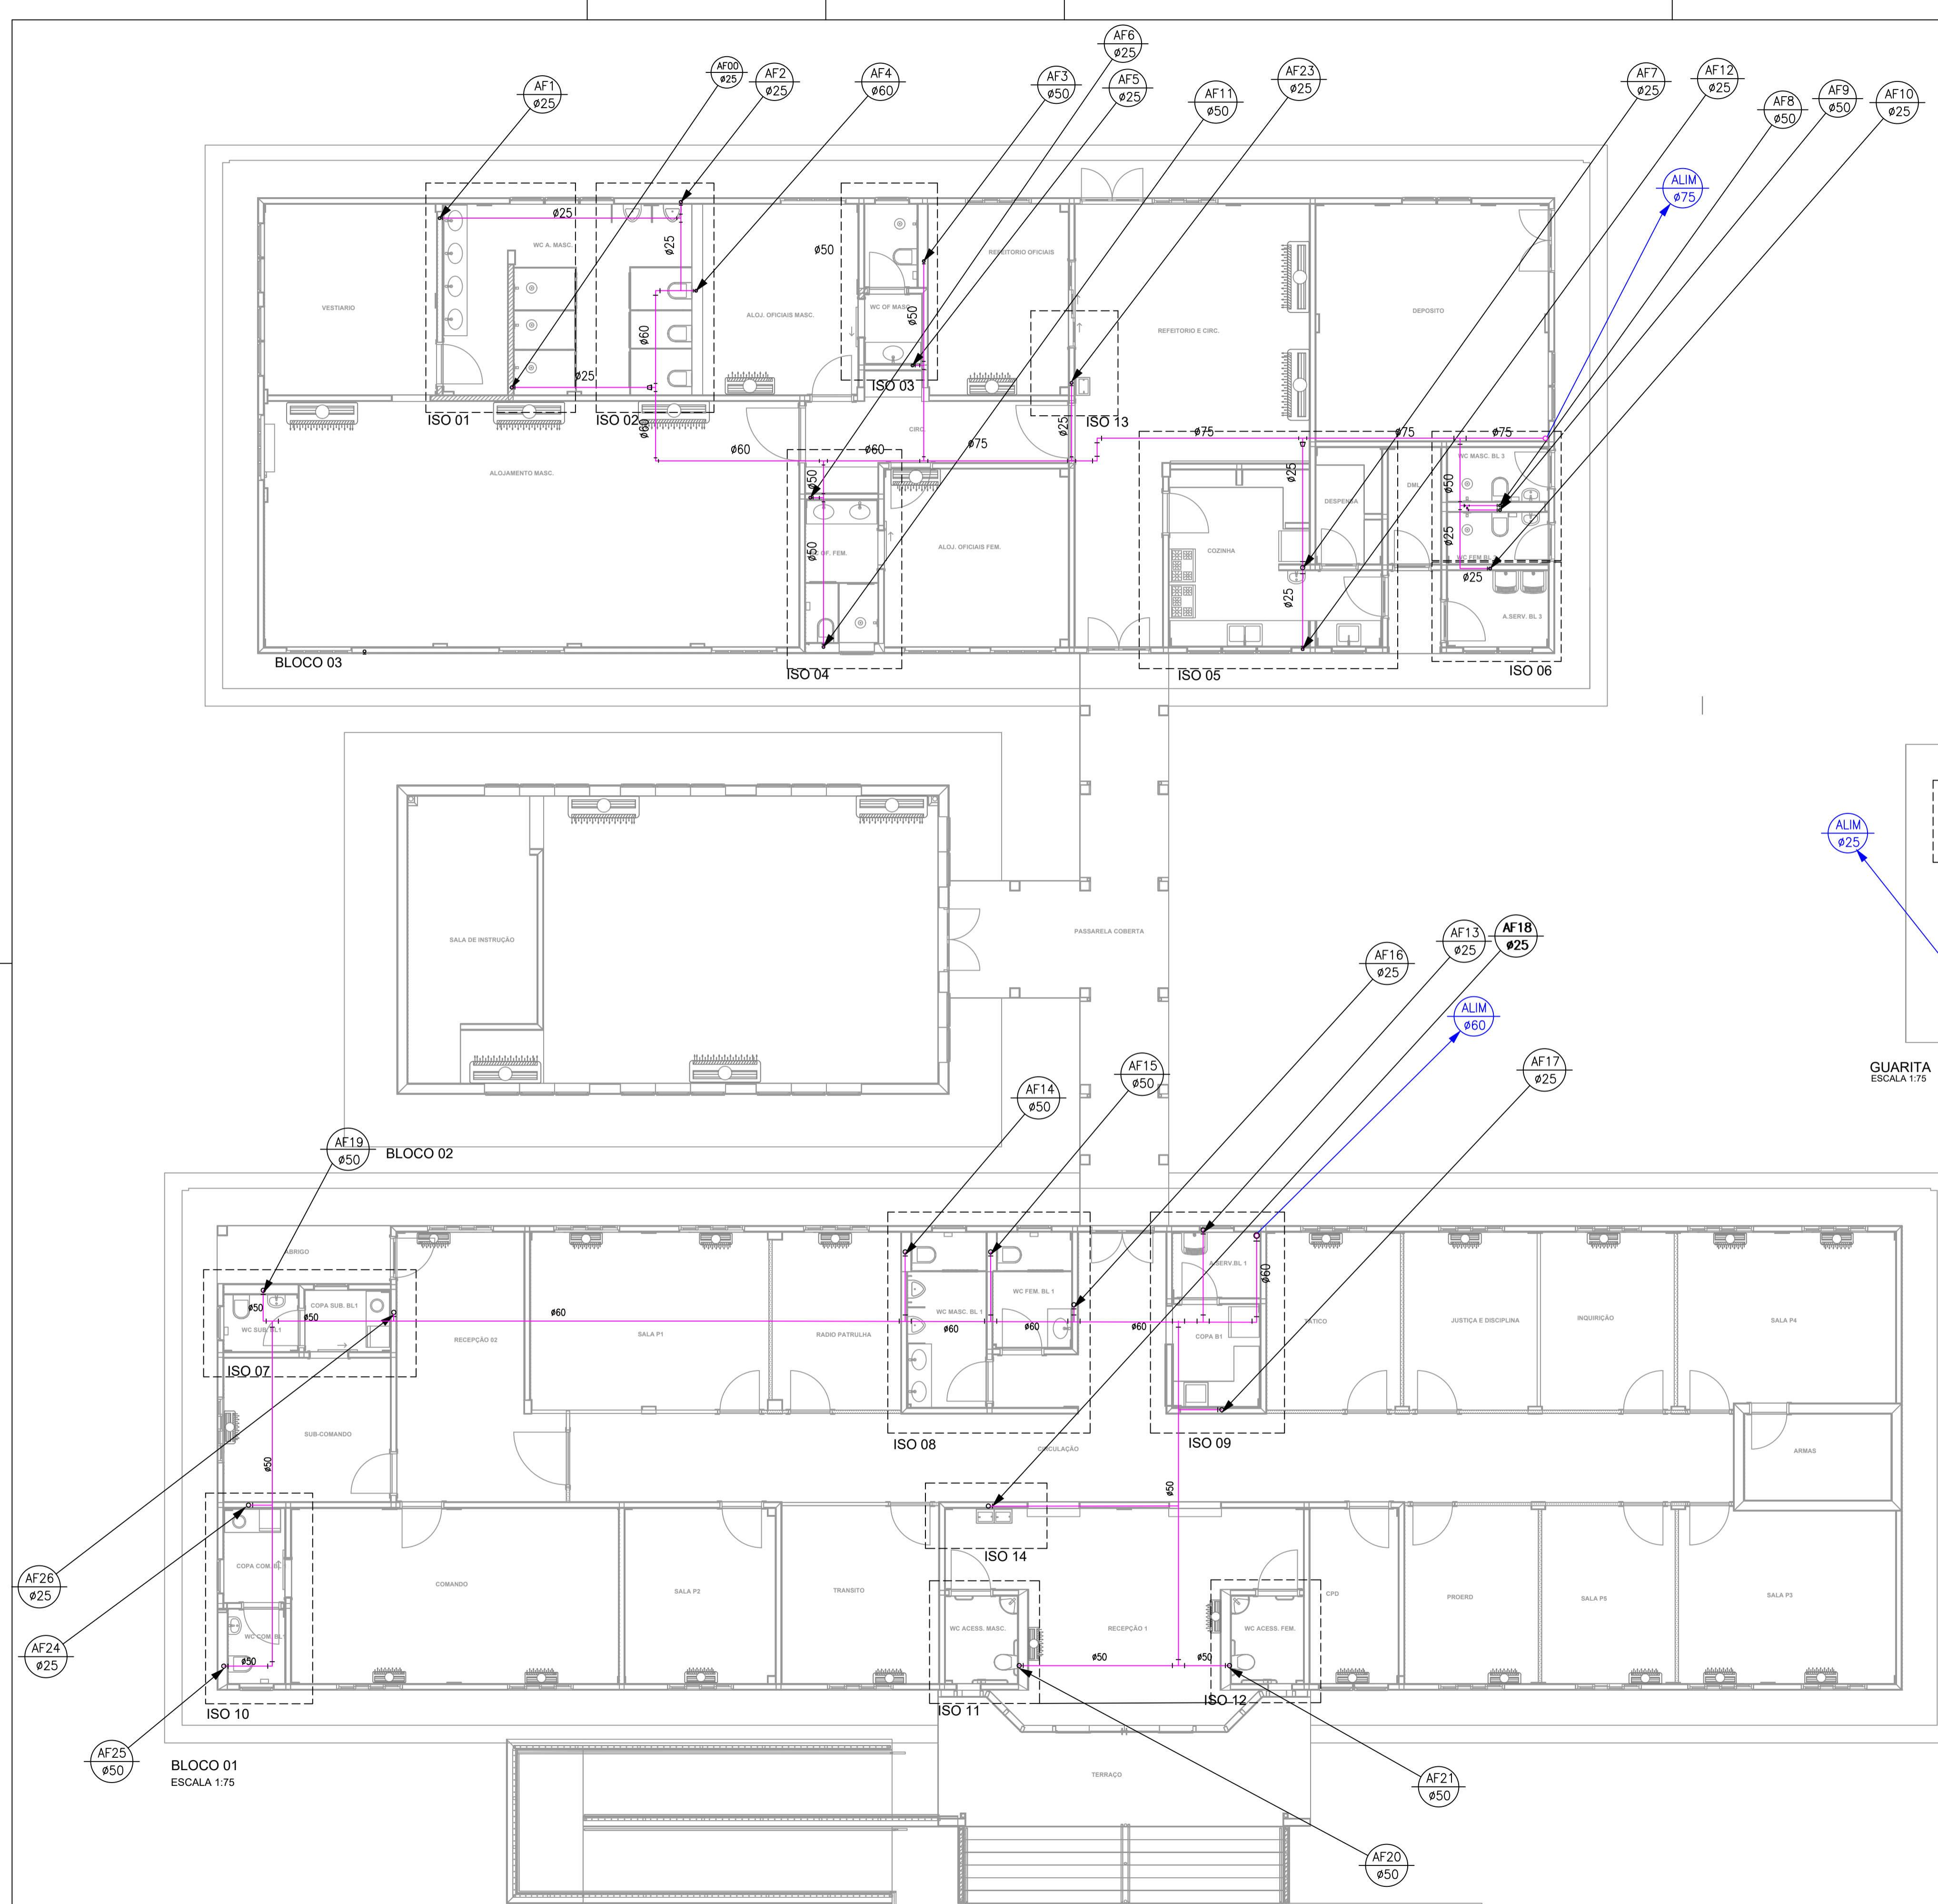 AF1
ø25
AF00
ø25
AF2
ø25
AF4
ø60
AF6
ø25
AF3
ø50
AF5
ø25
AF11
ø50
AF23
ø25
AF7
ø25
AF12
ø25
AF8
ø50
AF9
ø50
AF10
ø25
ALIM
ø75
ø25
WC A. MASC.
ø25
VESTIARIO
ø60
ø25
ISO 01
ISO 02
ø60
ALOJ. OFICIAIS MASC.
ø50
WC OF MASC.
ø50
ISO 03
REFEITORIO OFICIAIS
REFEITORIO E CIRC.
DEPOSITO
ISO 13
ø25
CIRC.
ø60
ø60
ø75
ø75
ø75
ø75
ALOJAMENTO MASC.
ø50
ø50
OF. FEM.
ALOJ. OFICIAIS FEM.
ø25
ø25
COZINHA
DESPENSA
DML
WC MASC. BL 3
ø50
ø25
WC FEM BL
ø25
A.SERV. BL 3
BLOCO 03
ISO 04
ISO 05
ISO 06
SALA DE INSTRUÇÃO
PASSARELA COBERTA
BLOCO 02
ALIM
ø25
GUARITA
ESCALA 1:75
AF16
ø25
AF13
ø25
AF18
ø25
ALIM
ø60
AF17
ø25
AF14
ø50
AF15
ø50
AF19
ø50
ABRIGO
ø50
COPA SUB. BL1
ø50
WC SUB. BL1
ISO 07
RECEPÇÃO 02
ø60
SALA P1
RADIO PATRULHA
WC MASC. BL 1
ø60
WC FEM. BL 1
ø60
ø60
A.SERV.BL 1
ø60
COPA B1
TATICO
JUSTIÇA E DISCIPLINA
INQUIRIÇÃO
SALA P4
ISO 08
ISO 09
SUB-COMANDO
CIRCULAÇÃO
ARMAS
ø50
ø50
ISO 14
AF26
ø25
AF24
ø25
AF25
ø50
COPA COM.
WC COM. BL1
ø50
ISO 10
COMANDO
SALA P2
TRANSITO
WC ACESS. MASC.
RECEPÇÃO 1
WC ACESS. FEM.
CPD
PROERD
SALA P5
SALA P3
ø50
ø50
ISO 11
ISO 12
BLOCO 01
ESCALA 1:75
TERRAÇO
AF21
ø50
AF20
ø50